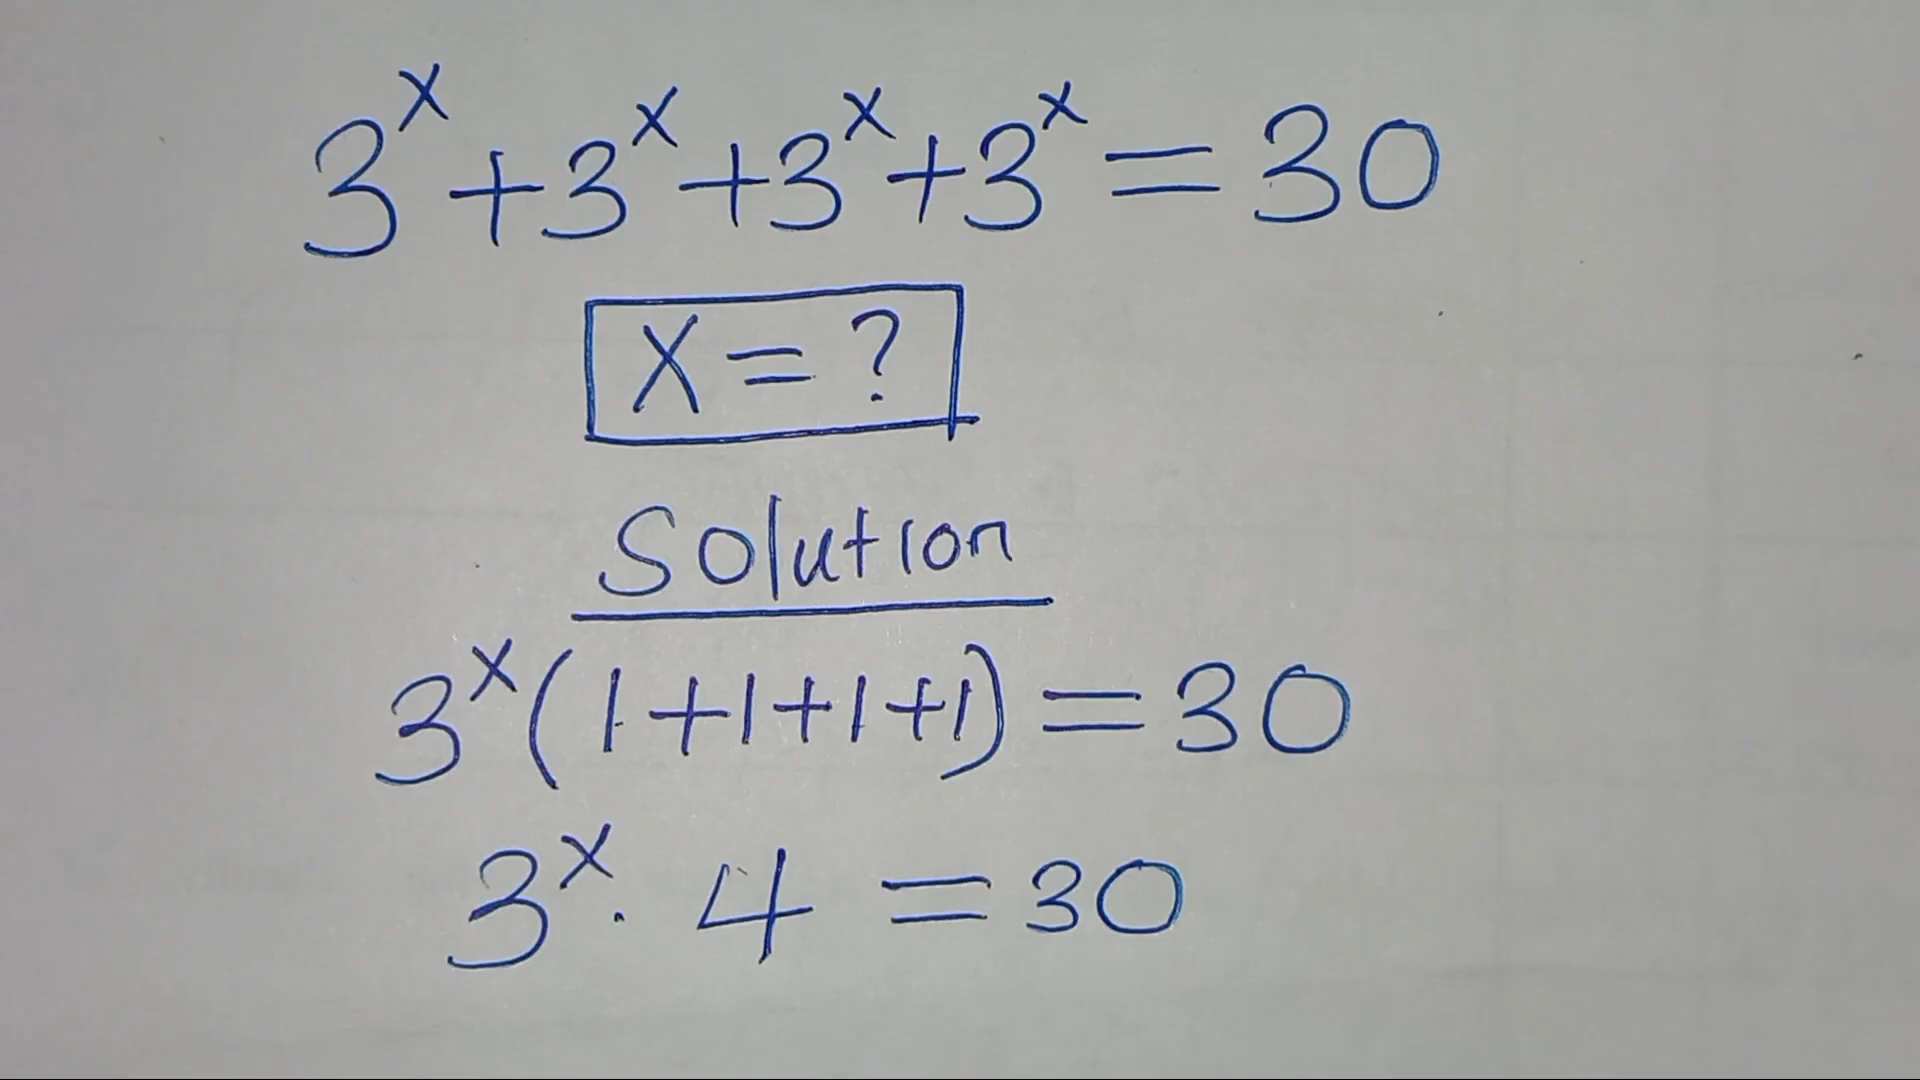 3^x + 3^x + 3^x + 3^x = 30
X = ?
Solution
3^x (1+1+1+1) = 30
3^x . 4 = 30